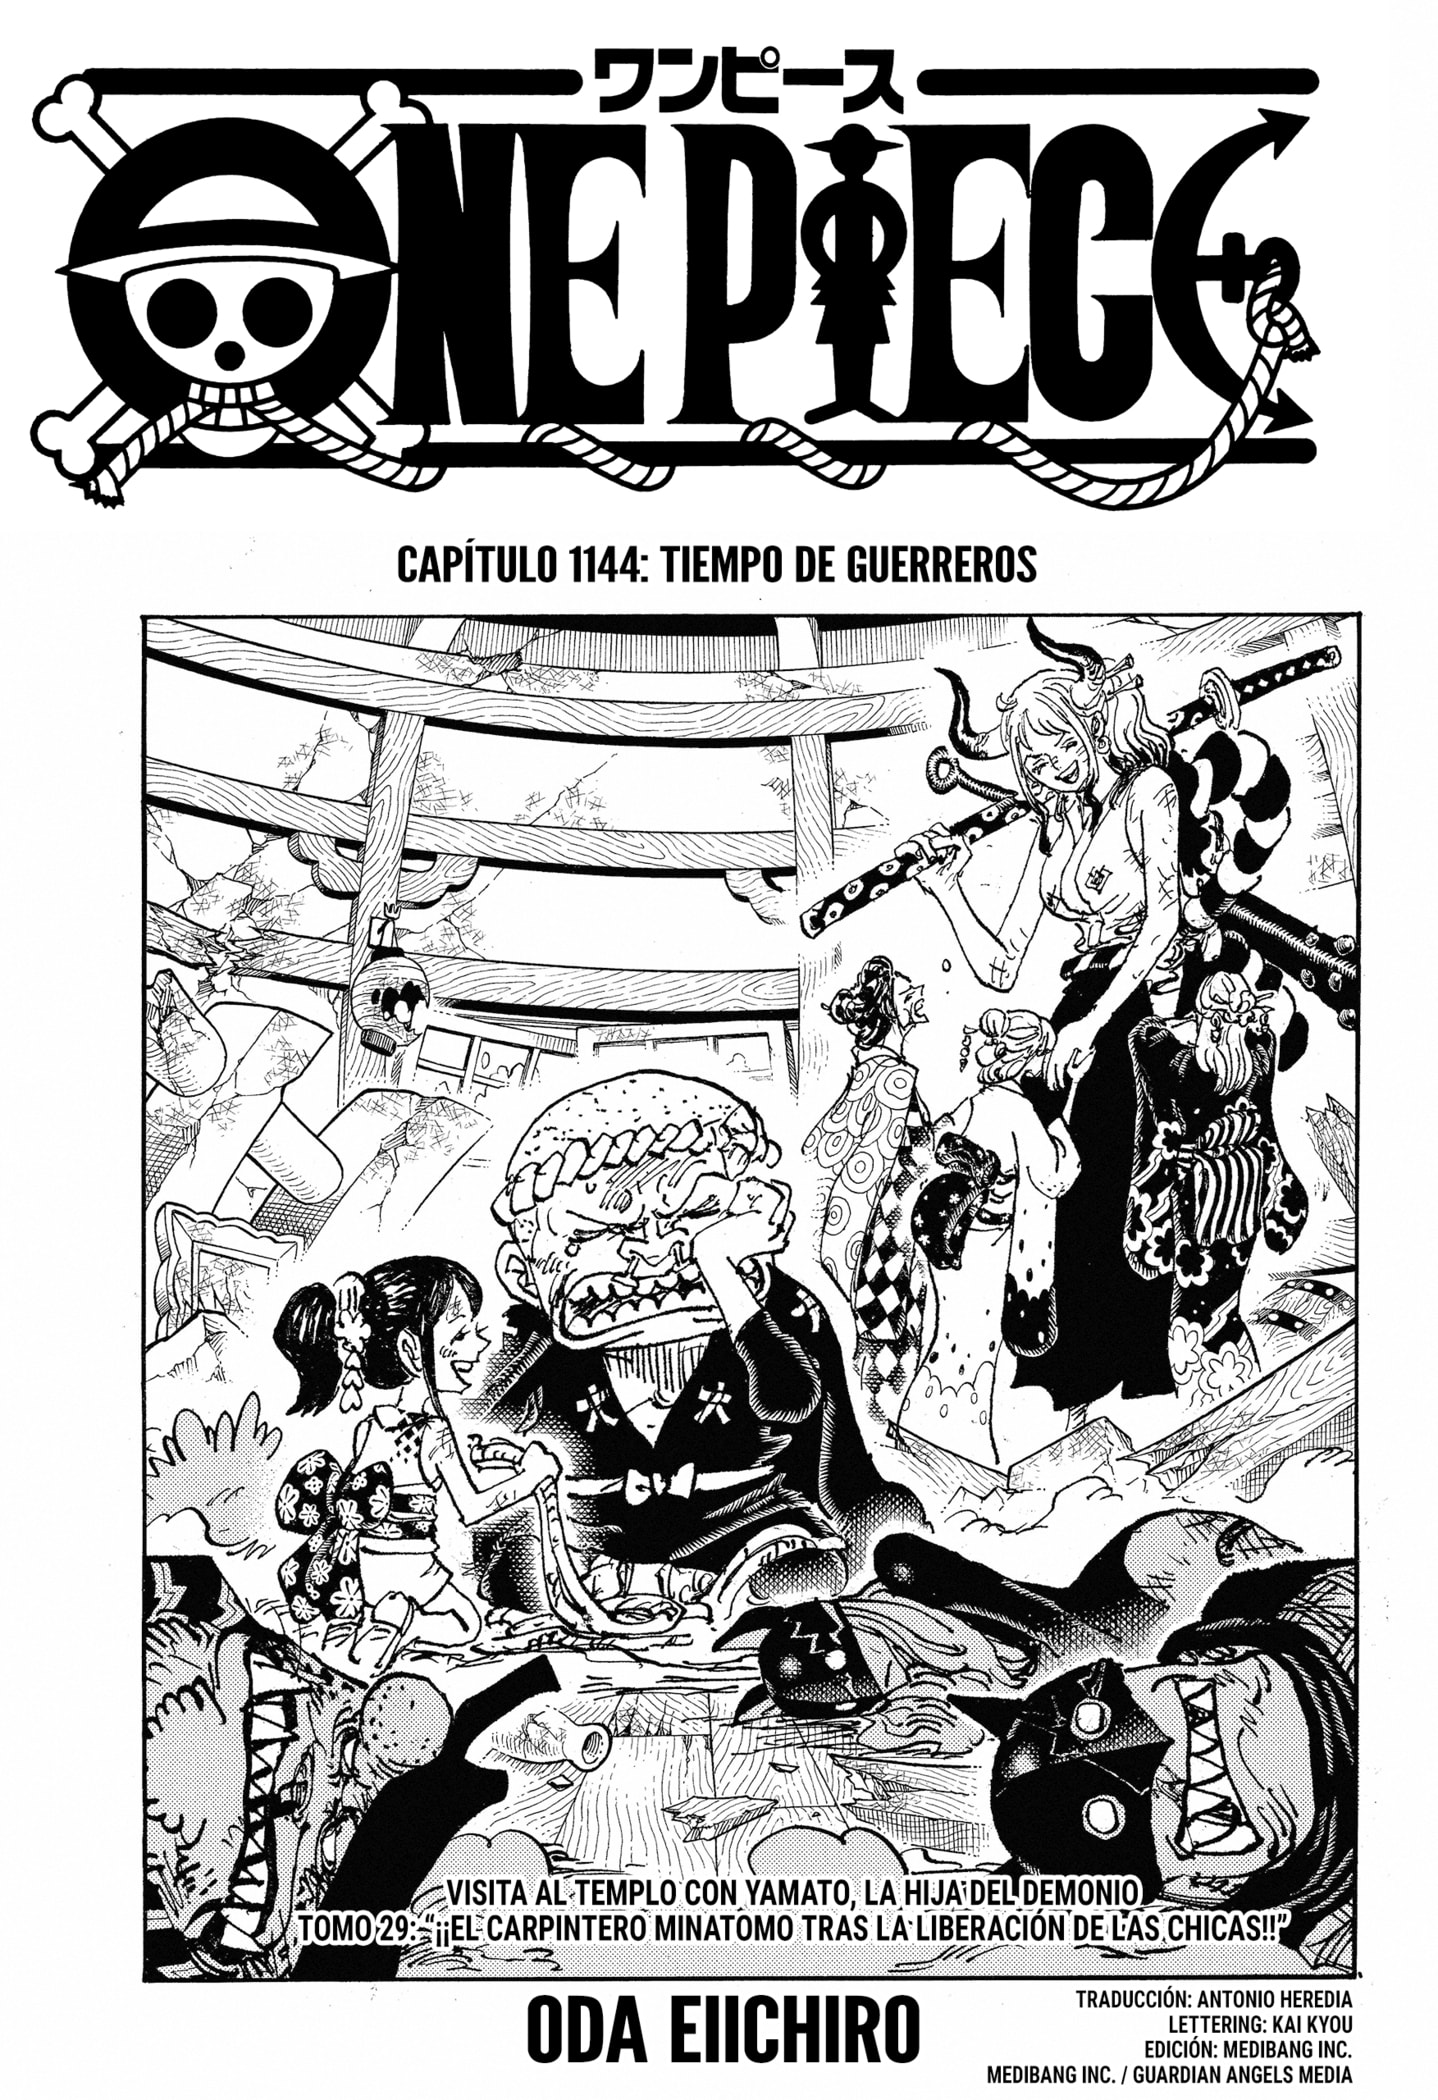 ワンピース
ONE PIECE
CAPÍTULO 1144: TIEMPO DE GUERREROS
VISITA AL TEMPLO CON YAMATO, LA HIJA DEL DEMONIO
TOMO 29: “¡¡EL CARPINTERO MINATOMO TRAS LA LIBERACIÓN DE LAS CHICAS!!”
ODA EIICHIRO
TRADUCCIÓN: ANTONIO HEREDIA
LETTERING: KAI KYOU
EDICIÓN: MEDIBANG INC.
MEDIBANG INC. / GUARDIAN ANGELS MEDIA